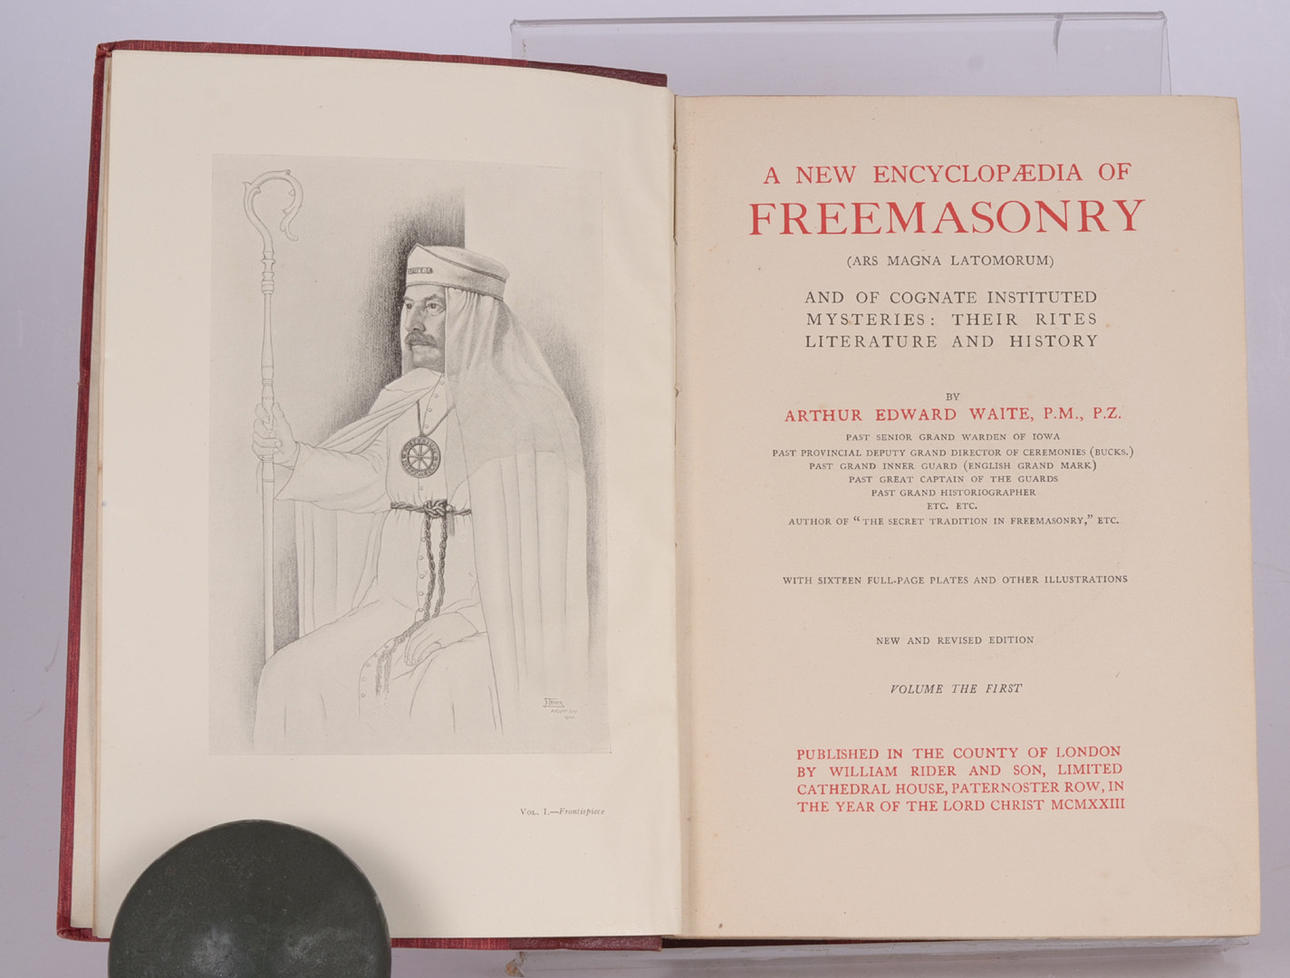 Vol. I.—Frontispiece
A NEW ENCYCLOPÆDIA OF
FREEMASONRY
(ARS MAGNA LATOMORUM)
AND OF COGNATE INSTITUTED
MYSTERIES: THEIR RITES
LITERATURE AND HISTORY
BY
ARTHUR EDWARD WAITE, P.M., P.Z.
PAST SENIOR GRAND WARDEN OF IOWA
PAST PROVINCIAL DEPUTY GRAND DIRECTOR OF CEREMONIES (BUCKS.)
PAST GRAND INNER GUARD (ENGLISH GRAND MARK)
PAST GREAT CAPTAIN OF THE GUARDS
PAST GRAND HISTORIOGRAPHER
ETC. ETC.
AUTHOR OF "THE SECRET TRADITION IN FREEMASONRY," ETC.
WITH SIXTEEN FULL-PAGE PLATES AND OTHER ILLUSTRATIONS
NEW AND REVISED EDITION
VOLUME THE FIRST
PUBLISHED IN THE COUNTY OF LONDON
BY WILLIAM RIDER AND SON, LIMITED
CATHEDRAL HOUSE, PATERNOSTER ROW, IN
THE YEAR OF THE LORD CHRIST MCMXXIII